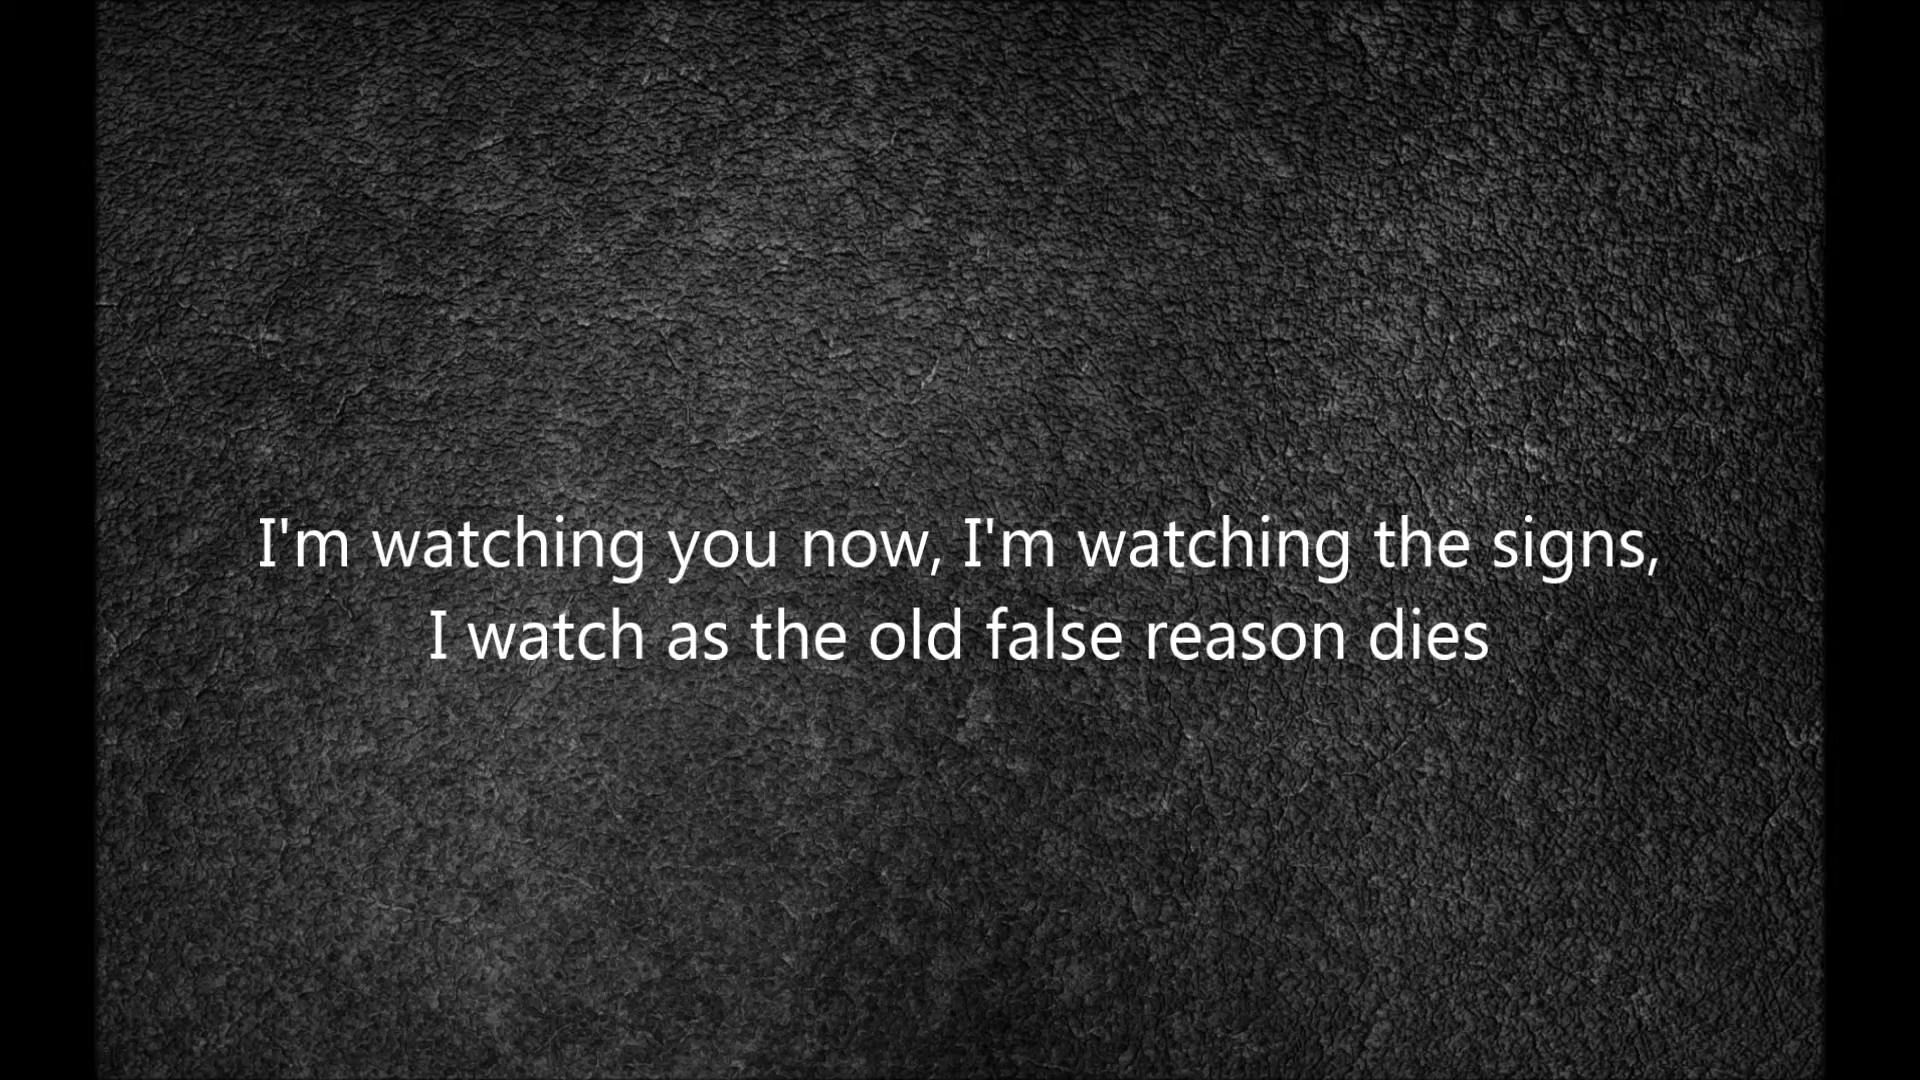 I'm watching you now, I'm watching the signs,
I watch as the old false reason dies